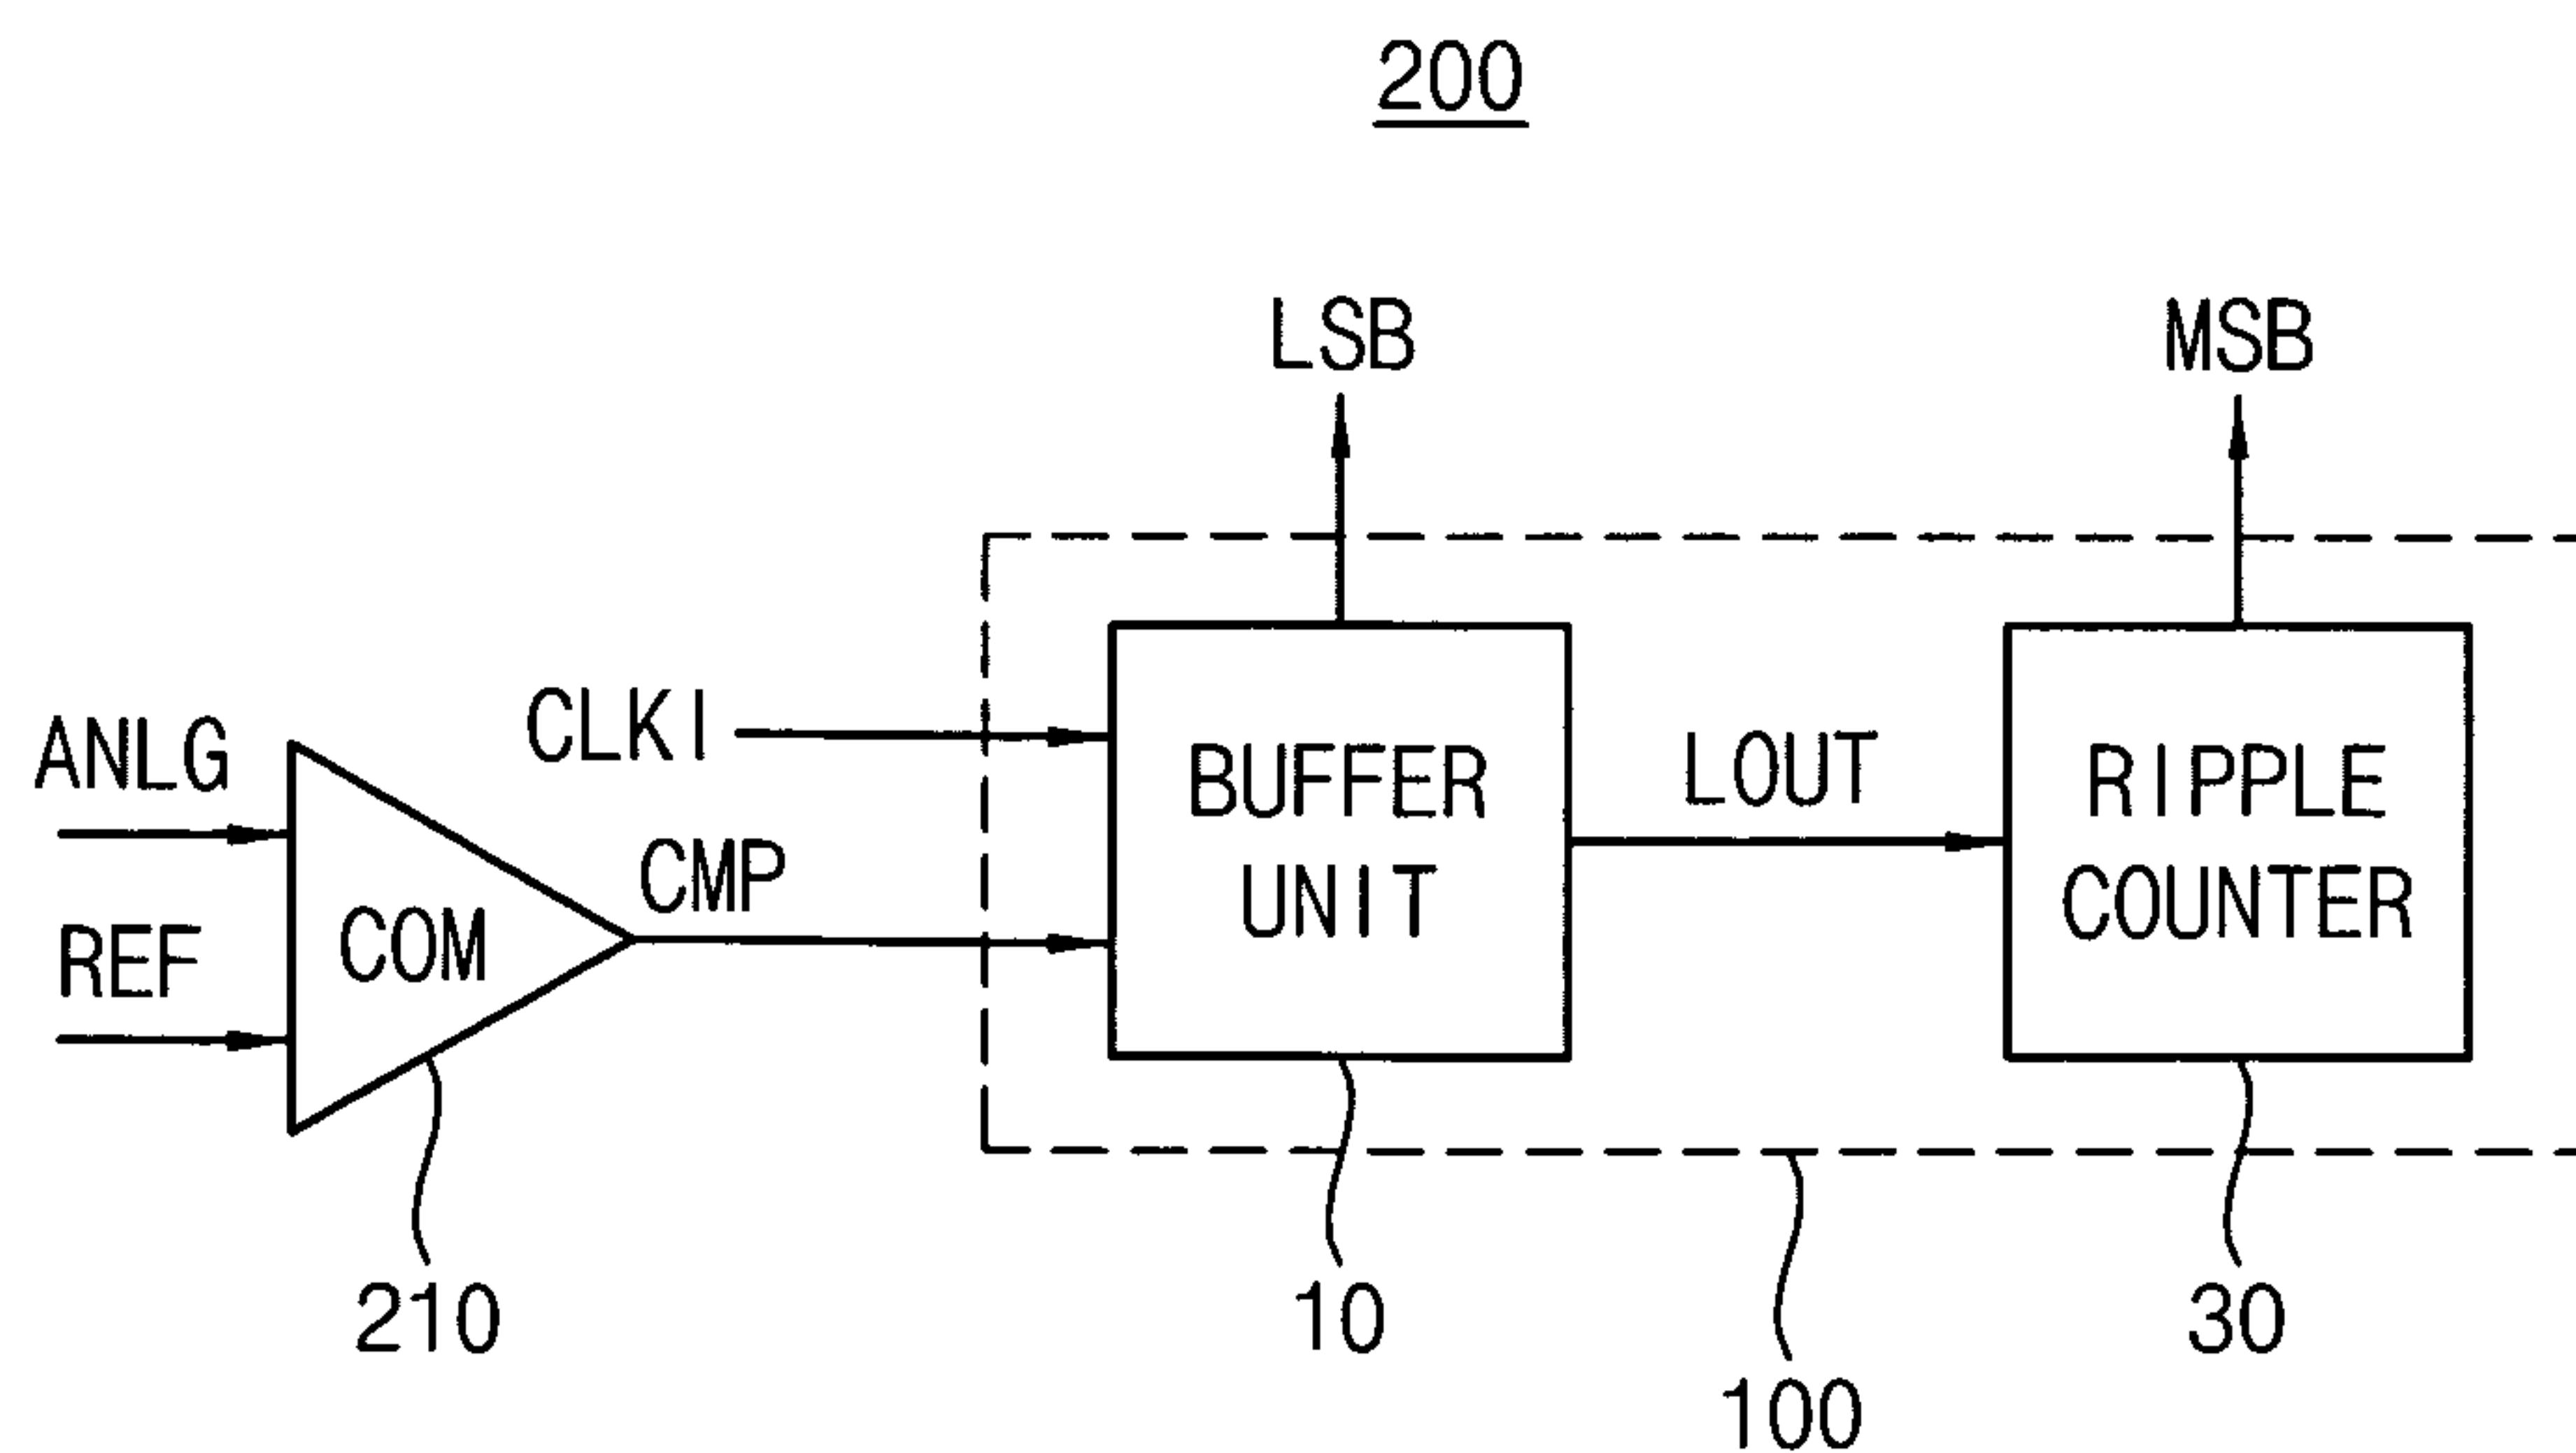 200
LSB
MSB
CLKI
ANLG
BUFFER
UNIT
LOUT
RIPPLE
COUNTER
CMP
REF
COM
210
10
30
100